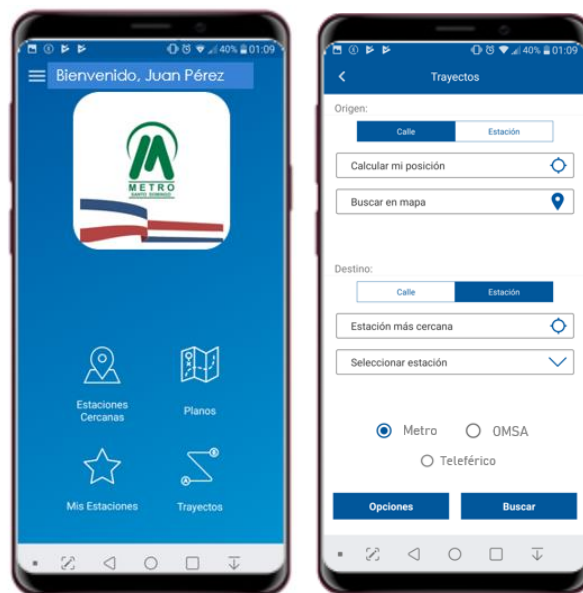 40% 01:09
Bienvenido, Juan Pérez
METRO
SANTO DOMINGO
Estaciones
Cercanas
Planos
Mis Estaciones
Trayectos
40% 01:09
Trayectos
Origen:
Calle
Estación
Calcular mi posición
Buscar en mapa
Destino:
Calle
Estación
Estación más cercana
Seleccionar estación
Metro
OMSA
Teleférico
Opciones
Buscar